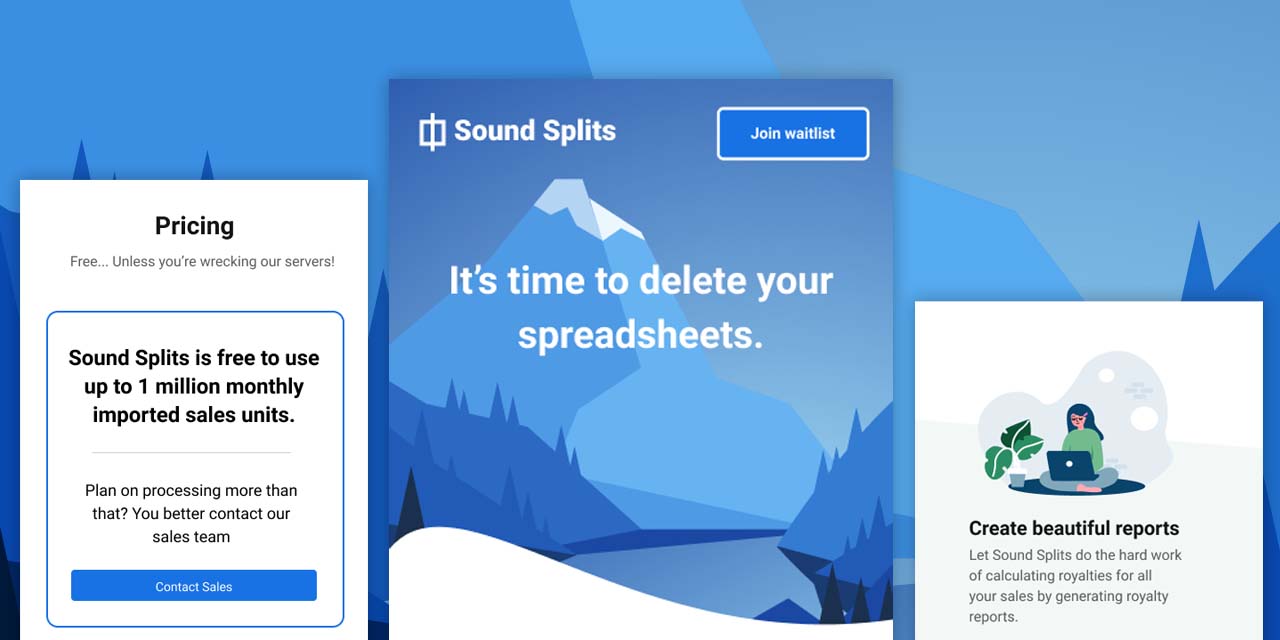 Pricing
Free... Unless you’re wrecking our servers!
Sound Splits is free to use
up to 1 million monthly
imported sales units.
Plan on processing more than
that? You better contact our
sales team
Contact Sales
Sound Splits
Join waitlist
It’s time to delete your
spreadsheets.
Create beautiful reports
Let Sound Splits do the hard work
of calculating royalties for all
your sales by generating royalty
reports.